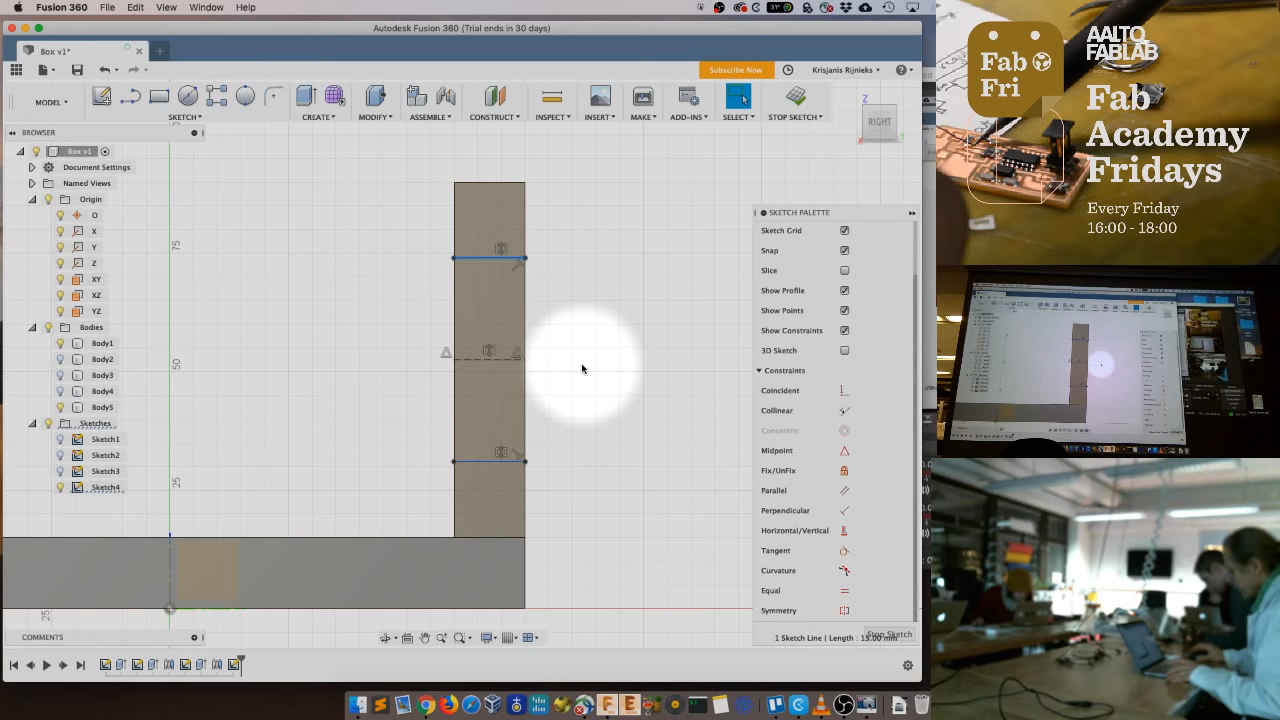 Fusion 360 File Edit View Window Help
Autodesk Fusion 360 (Trial ends in 30 days)
Box v1*
Subscribe Now Krisjanis Rijnieks
MODEL SKETCH CREATE MODIFY ASSEMBLE CONSTRUCT INSPECT INSERT MAKE ADD-INS SELECT STOP SKETCH
BROWSER
Box v1
Document Settings
Named Views
Origin
O
X
Y
Z
XY
XZ
YZ
Bodies
Body1
Body2
Body3
Body4
Body5
Sketches
Sketch1
Sketch2
Sketch3
Sketch4
75
50
25
25
Z
RIGHT
X
SKETCH PALETTE
Sketch Grid
Snap
Slice
Show Profile
Show Points
Show Constraints
3D Sketch
Constraints
Coincident
Collinear
Concentric
Midpoint
Fix/UnFix
Parallel
Perpendicular
Horizontal/Vertical
Tangent
Curvature
Equal
Symmetry
Stop Sketch
1 Sketch Line | Length : 15.00 mm
COMMENTS
Fab
Fri
AALTO
FABLAB
Fab
Academy
Fridays
Every Friday
16:00 - 18:00